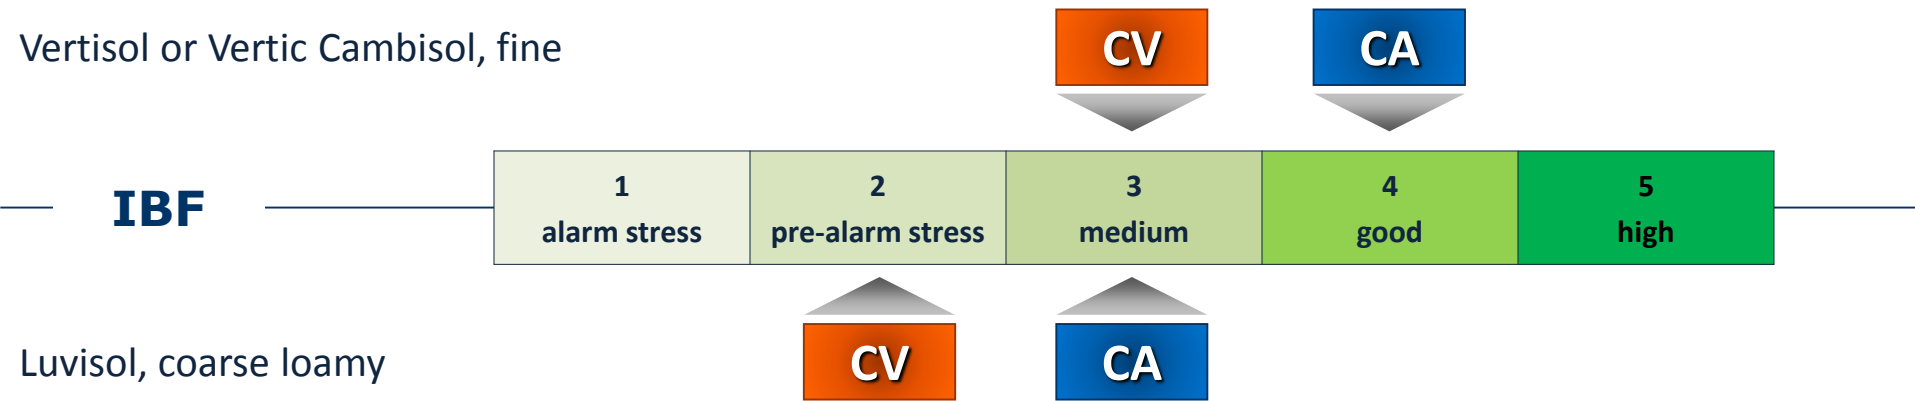 Vertisol or Vertic Cambisol, fine
CV
CA
IBF
1
alarm stress
2
pre-alarm stress
3
medium
4
good
5
high
Luvisol, coarse loamy
CV
CA